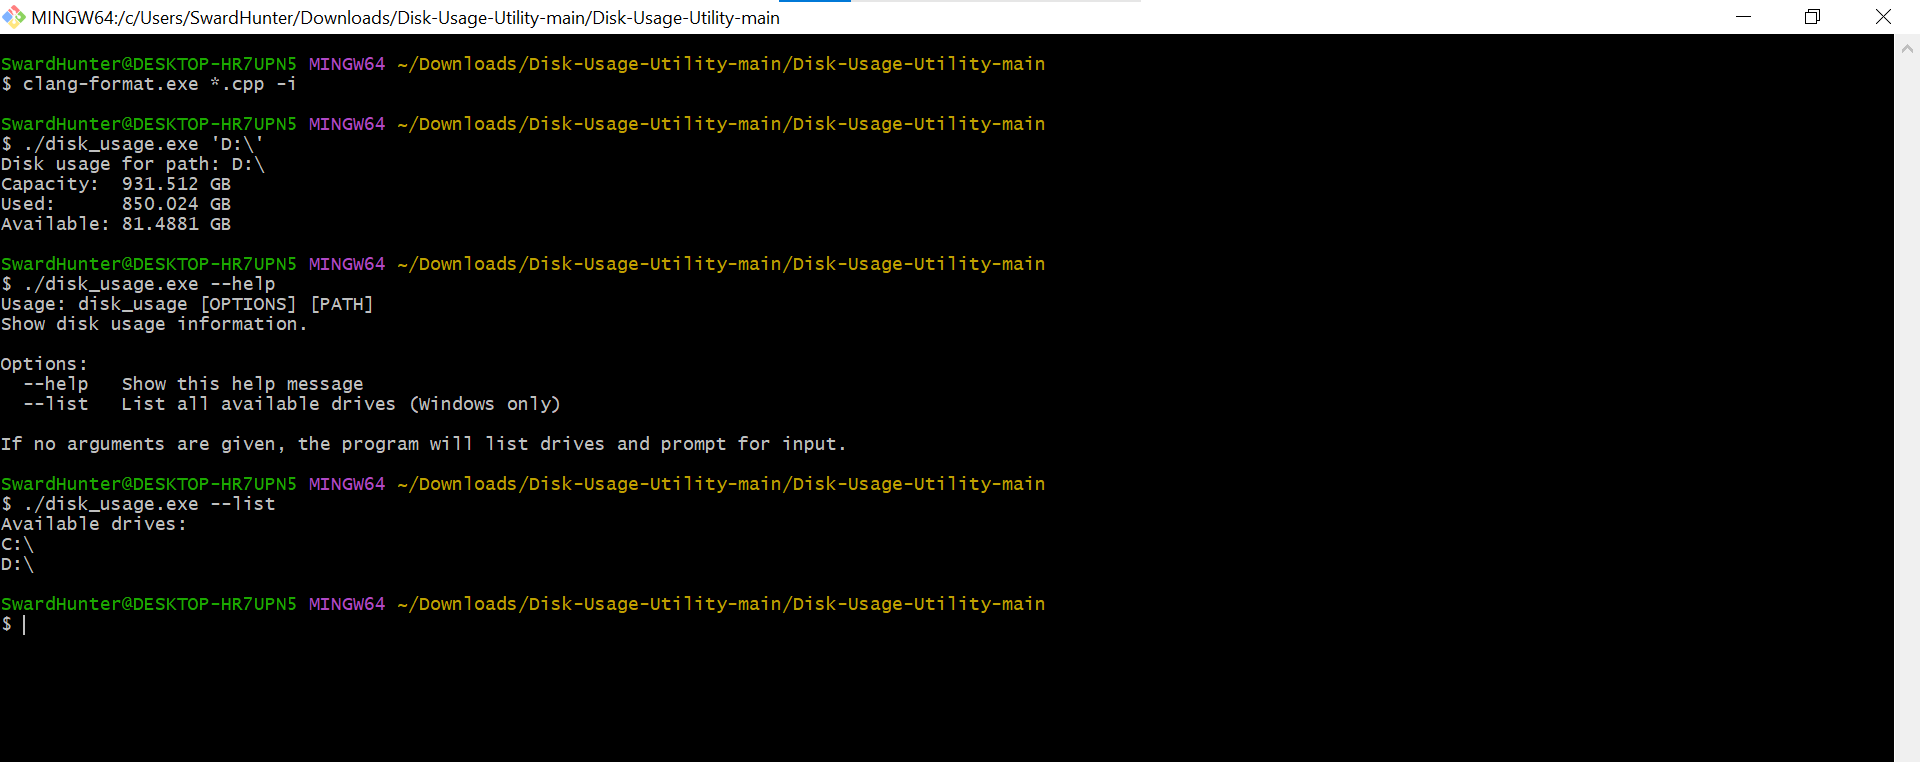 MINGW64:/c/Users/SwardHunter/Downloads/Disk-Usage-Utility-main/Disk-Usage-Utility-main
SwardHunter@DESKTOP-HR7UPN5 MINGW64 ~/Downloads/Disk-Usage-Utility-main/Disk-Usage-Utility-main
$ clang-format.exe *.cpp -i
SwardHunter@DESKTOP-HR7UPN5 MINGW64 ~/Downloads/Disk-Usage-Utility-main/Disk-Usage-Utility-main
$ ./disk_usage.exe 'D:\'
Disk usage for path: D:\
Capacity:  931.512 GB
Used:      850.024 GB
Available: 81.4881 GB
SwardHunter@DESKTOP-HR7UPN5 MINGW64 ~/Downloads/Disk-Usage-Utility-main/Disk-Usage-Utility-main
$ ./disk_usage.exe --help
Usage: disk_usage [OPTIONS] [PATH]
Show disk usage information.
Options:
  --help   Show this help message
  --list   List all available drives (Windows only)
If no arguments are given, the program will list drives and prompt for input.
SwardHunter@DESKTOP-HR7UPN5 MINGW64 ~/Downloads/Disk-Usage-Utility-main/Disk-Usage-Utility-main
$ ./disk_usage.exe --list
Available drives:
C:\
D:\
SwardHunter@DESKTOP-HR7UPN5 MINGW64 ~/Downloads/Disk-Usage-Utility-main/Disk-Usage-Utility-main
$